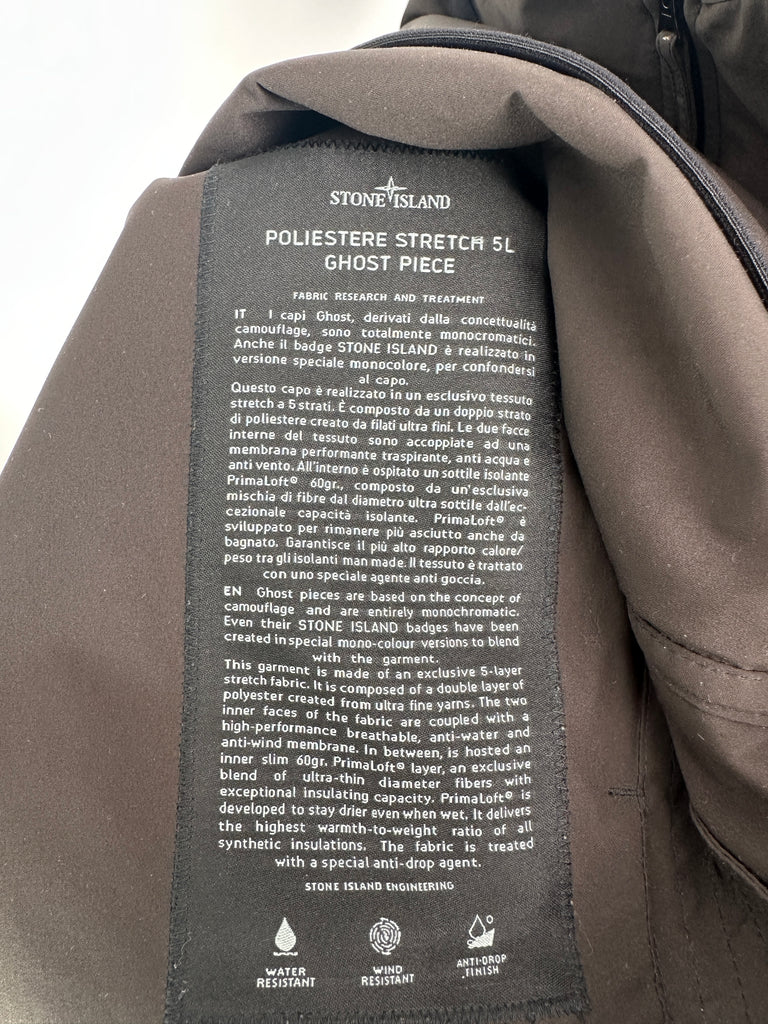 STONE ISLAND
POLIESTERE STRETCH 5L
GHOST PIECE
FABRIC RESEARCH AND TREATMENT
IT I capi Ghost, derivati dalla concettualità
camouflage, sono totalmente monocromatici.
Anche il badge STONE ISLAND è realizzato in
versione speciale monocolore, per confondersi
al capo.
Questo capo è realizzato in un esclusivo tessuto
stretch a 5 strati. È composto da un doppio strato
di poliestere creato da filati ultra fini. Le due facce
interne del tessuto sono accoppiate ad una
membrana performante traspirante, anti acqua e
anti vento. All'interno è ospitato un sottile isolante
PrimaLoft® 60gr., composto da un'esclusiva
mischia di fibre dal diametro ultra sottile dall'ec-
cezionale capacità isolante. PrimaLoft® è
sviluppato per rimanere più asciutto anche da
bagnato. Garantisce il più alto rapporto calore/
peso tra gli isolanti man made. Il tessuto è trattato
con uno speciale agente anti goccia.
EN Ghost pieces are based on the concept of
camouflage and are entirely monochromatic.
Even their STONE ISLAND badges have been
created in special mono-colour versions to blend
with the garment.
This garment is made of an exclusive 5-layer
stretch fabric. It is composed of a double layer of
polyester created from ultra fine yarns. The two
inner faces of the fabric are coupled with a
high-performance breathable, anti-water and
anti-wind membrane. In between, is hosted an
inner slim 60gr. PrimaLoft® layer, an exclusive
blend of ultra-thin diameter fibers with
exceptional insulating capacity. PrimaLoft® is
developed to stay drier even when wet. It delivers
the highest warmth-to-weight ratio of all
synthetic insulations. The fabric is treated
with a special anti-drop agent.
STONE ISLAND ENGINEERING
WATER
RESISTANT
WIND
RESISTANT
ANTI-DROP
FINISH